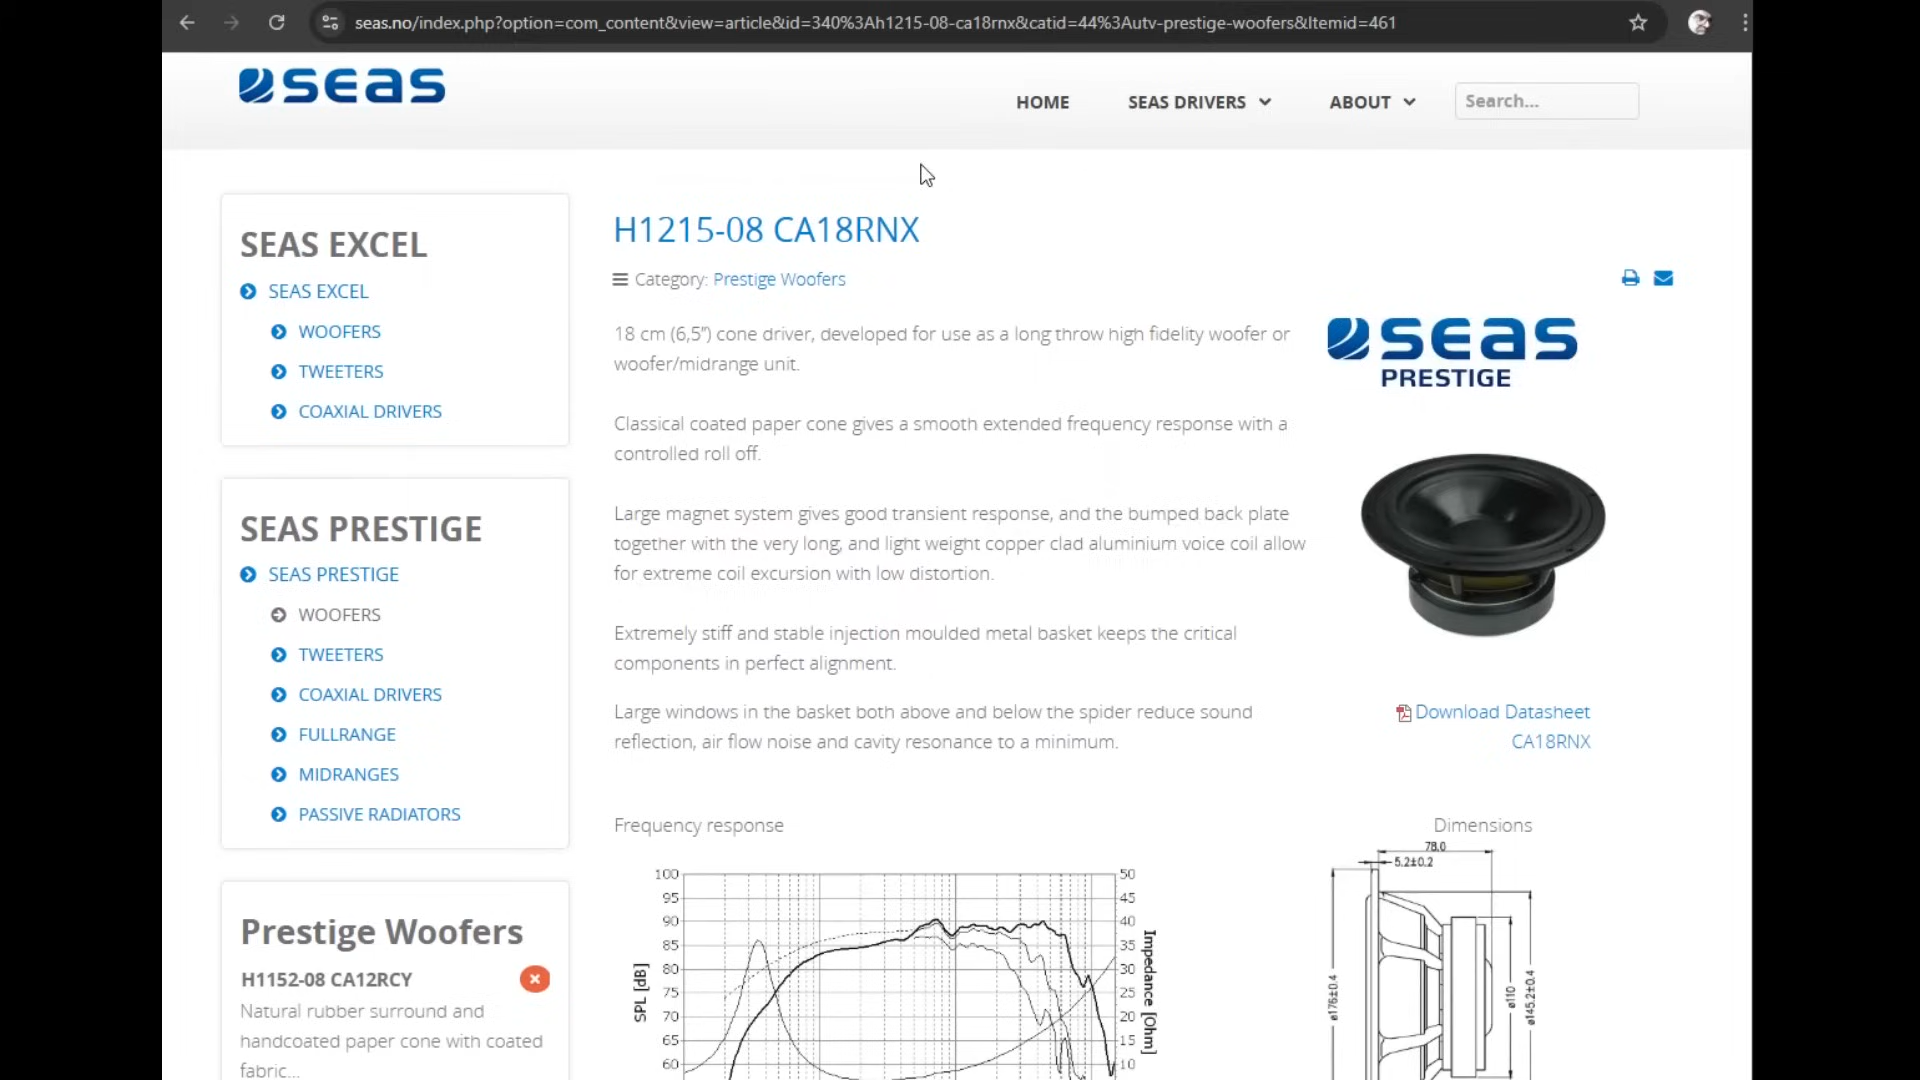 seas.no/index.php?option=com_content&view=article&id=340%3Ah1215-08-ca18rnx&catid=44%3Autv-prestige-woofers&Itemid=461
seas
HOME
SEAS DRIVERS
ABOUT
Search...
SEAS EXCEL
SEAS EXCEL
WOOFERS
TWEETERS
COAXIAL DRIVERS
SEAS PRESTIGE
SEAS PRESTIGE
WOOFERS
TWEETERS
COAXIAL DRIVERS
FULLRANGE
MIDRANGES
PASSIVE RADIATORS
Prestige Woofers
H1152-08 CA12RCY
Natural rubber surround and
handcoated paper cone with coated
fabric...
H1215-08 CA18RNX
Category: Prestige Woofers
18 cm (6,5”) cone driver, developed for use as a long throw high fidelity woofer or
woofer/midrange unit.
Classical coated paper cone gives a smooth extended frequency response with a
controlled roll off.
Large magnet system gives good transient response, and the bumped back plate
together with the very long, and light weight copper clad aluminium voice coil allow
for extreme coil excursion with low distortion.
Extremely stiff and stable injection moulded metal basket keeps the critical
components in perfect alignment.
Large windows in the basket both above and below the spider reduce sound
reflection, air flow noise and cavity resonance to a minimum.
seas
PRESTIGE
Download Datasheet
CA18RNX
Frequency response
100
95
90
85
80
75
70
65
60
SPL [dB]
50
45
40
35
30
25
20
15
10
Impedance [Ohm]
Dimensions
78.0
5.2±0.2
ø176±0.4
ø110
ø145.2±0.4